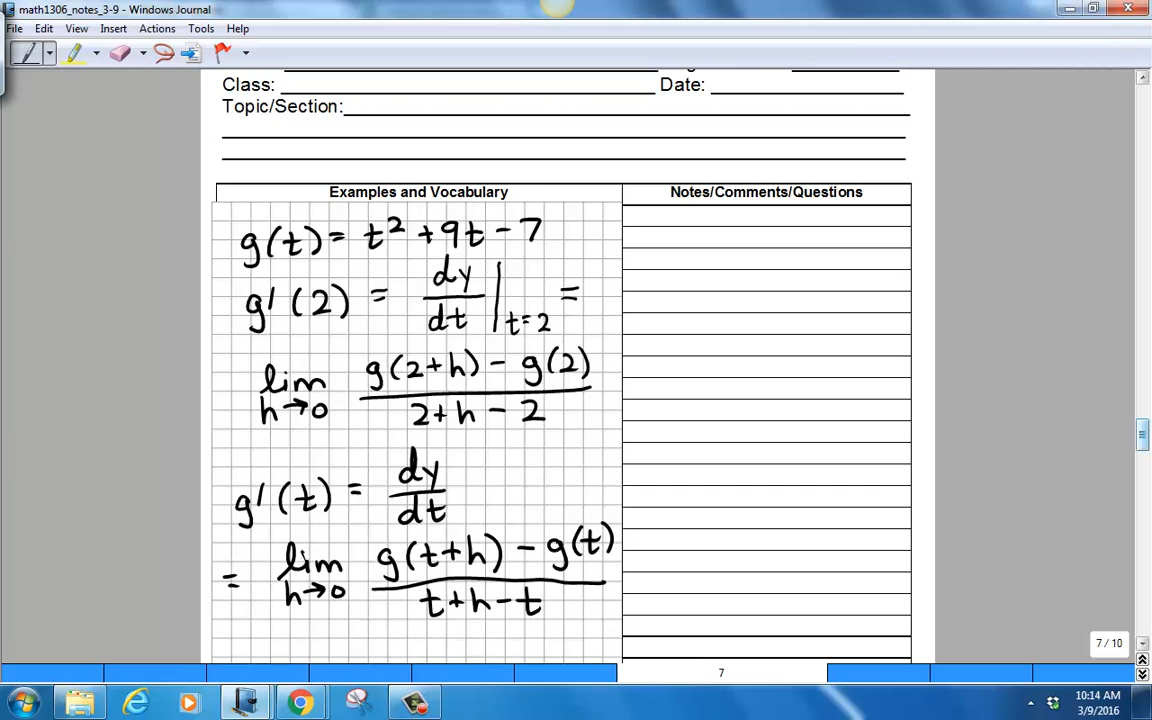 math1306_notes_3-9 - Windows Journal
File Edit View Insert Actions Tools Help
Class: Date:
Topic/Section:
Examples and Vocabulary Notes/Comments/Questions
g(t) = t² + 9t - 7
g'(2) = dy/dt |t=2 =
lim h→0 g(2+h) - g(2) / 2+h-2
g'(t) = dy/dt
= lim h→0 g(t+h) - g(t) / t+h-t
7 / 10
7
10:14 AM
3/9/2016